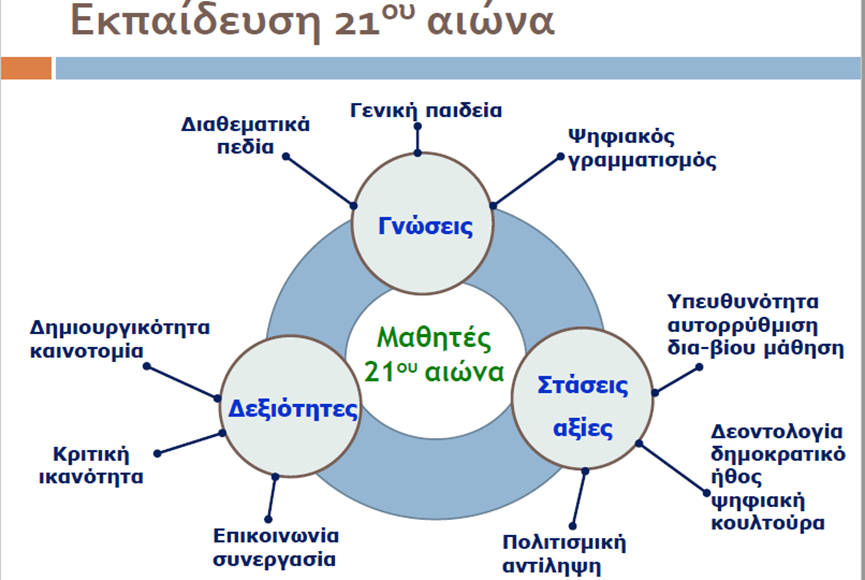 Εκπαίδευση 21ου αιώνα
Γενική παιδεία
Διαθεματικά
πεδία
Ψηφιακός
γραμματισμός
Γνώσεις
Υπευθυνότητα
αυτορρύθμιση
δια-βίου μάθηση
Δημιουργικότητα
καινοτομία
Μαθητές
21ου αιώνα
Στάσεις
αξίες
Δεξιότητες
Δεοντολογία
δημοκρατικό
ήθος
ψηφιακή
κουλτούρα
Κριτική
ικανότητα
Επικοινωνία
συνεργασία
Πολιτισμική
αντίληψη